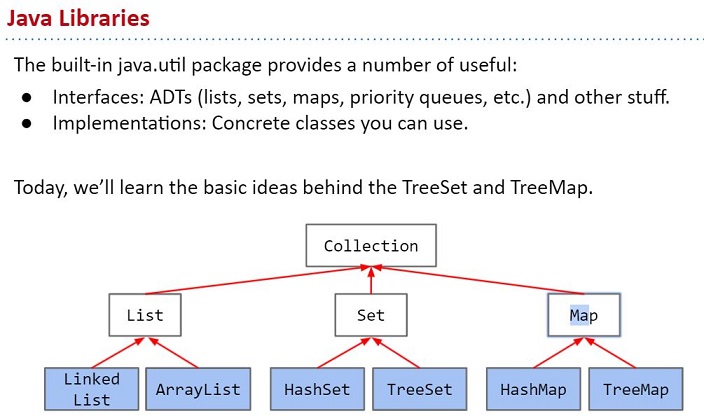 Java Libraries
The built-in java.util package provides a number of useful:
● Interfaces: ADTs (lists, sets, maps, priority queues, etc.) and other stuff.
● Implementations: Concrete classes you can use.
Today, we’ll learn the basic ideas behind the TreeSet and TreeMap.
Collection
List
Set
Map
Linked
List
ArrayList
HashSet
TreeSet
HashMap
TreeMap